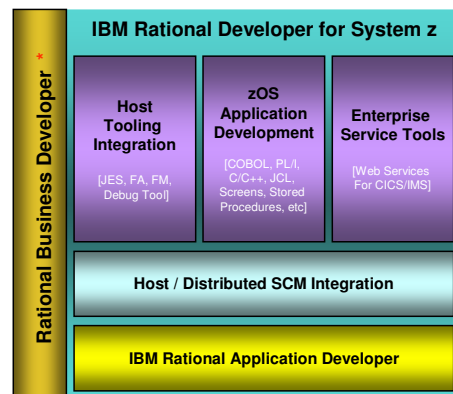 Rational Business Developer *
IBM Rational Developer for System z
Host
Tooling
Integration
[JES, FA, FM,
Debug Tool]
zOS
Application
Development
[COBOL, PL/I,
C/C++, JCL,
Screens, Stored
Procedures, etc]
Enterprise
Service Tools
[Web Services
For CICS/IMS]
Host / Distributed SCM Integration
IBM Rational Application Developer